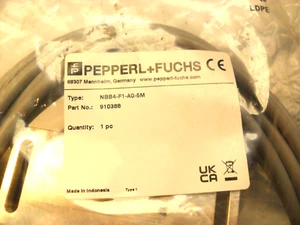 LDPE
PEPPERL+FUCHS CE
68307 Mannheim, Germany www.pepperl-fuchs.com
Type: NBB4-F1-A0-5M
Part No.: 910388
Quantity: 1 pc
UK
CA
Made in Indonesia Type 1